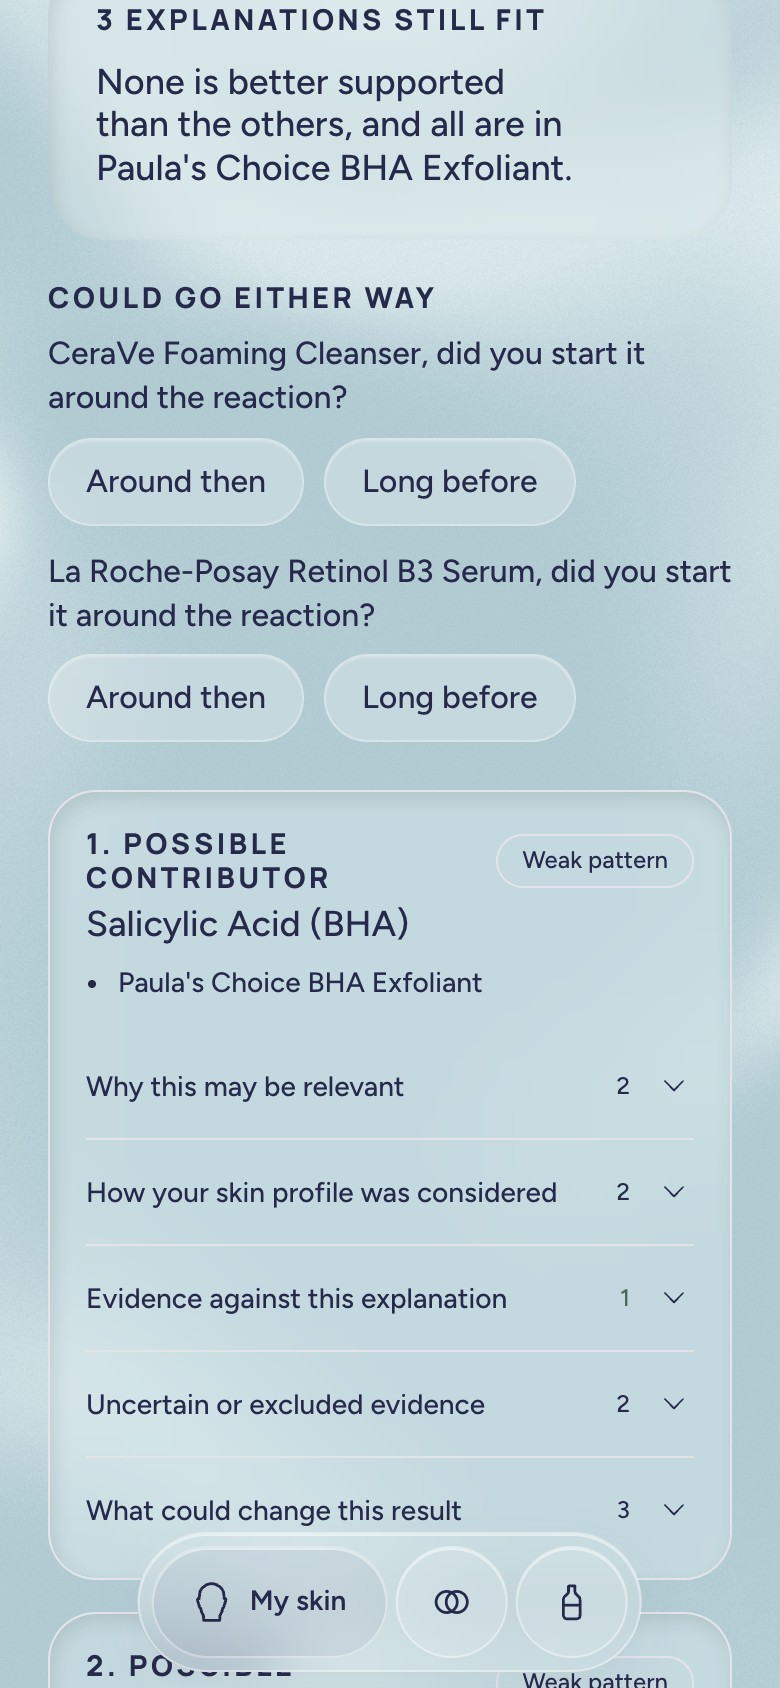 3 EXPLANATIONS STILL FIT
None is better supported
than the others, and all are in
Paula's Choice BHA Exfoliant.
COULD GO EITHER WAY
CeraVe Foaming Cleanser, did you start it
around the reaction?
Around then
Long before
La Roche-Posay Retinol B3 Serum, did you start
it around the reaction?
Around then
Long before
1. POSSIBLE
CONTRIBUTOR
Weak pattern
Salicylic Acid (BHA)
• Paula's Choice BHA Exfoliant
Why this may be relevant 2
How your skin profile was considered 2
Evidence against this explanation 1
Uncertain or excluded evidence 2
What could change this result 3
My skin
2. POSSIBLE
Weak pattern